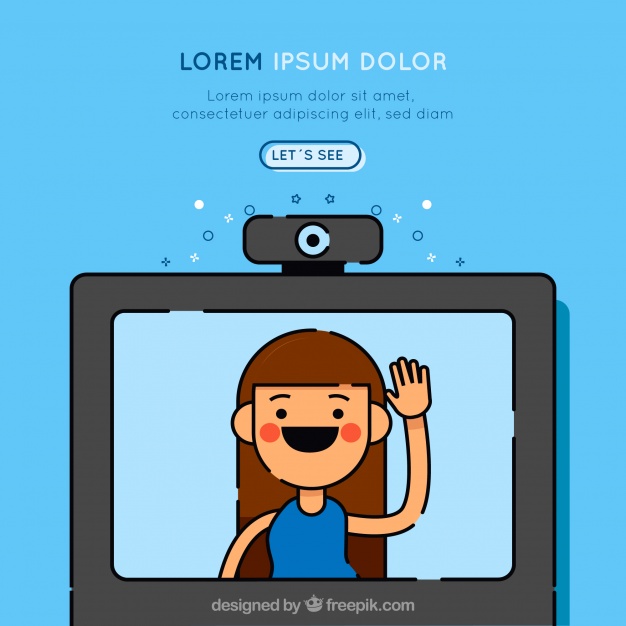 LOREM IPSUM DOLOR
Lorem ipsum dolor sit amet,
consectetuer adipiscing elit, sed diam
LET´S SEE
designed by freepik.com